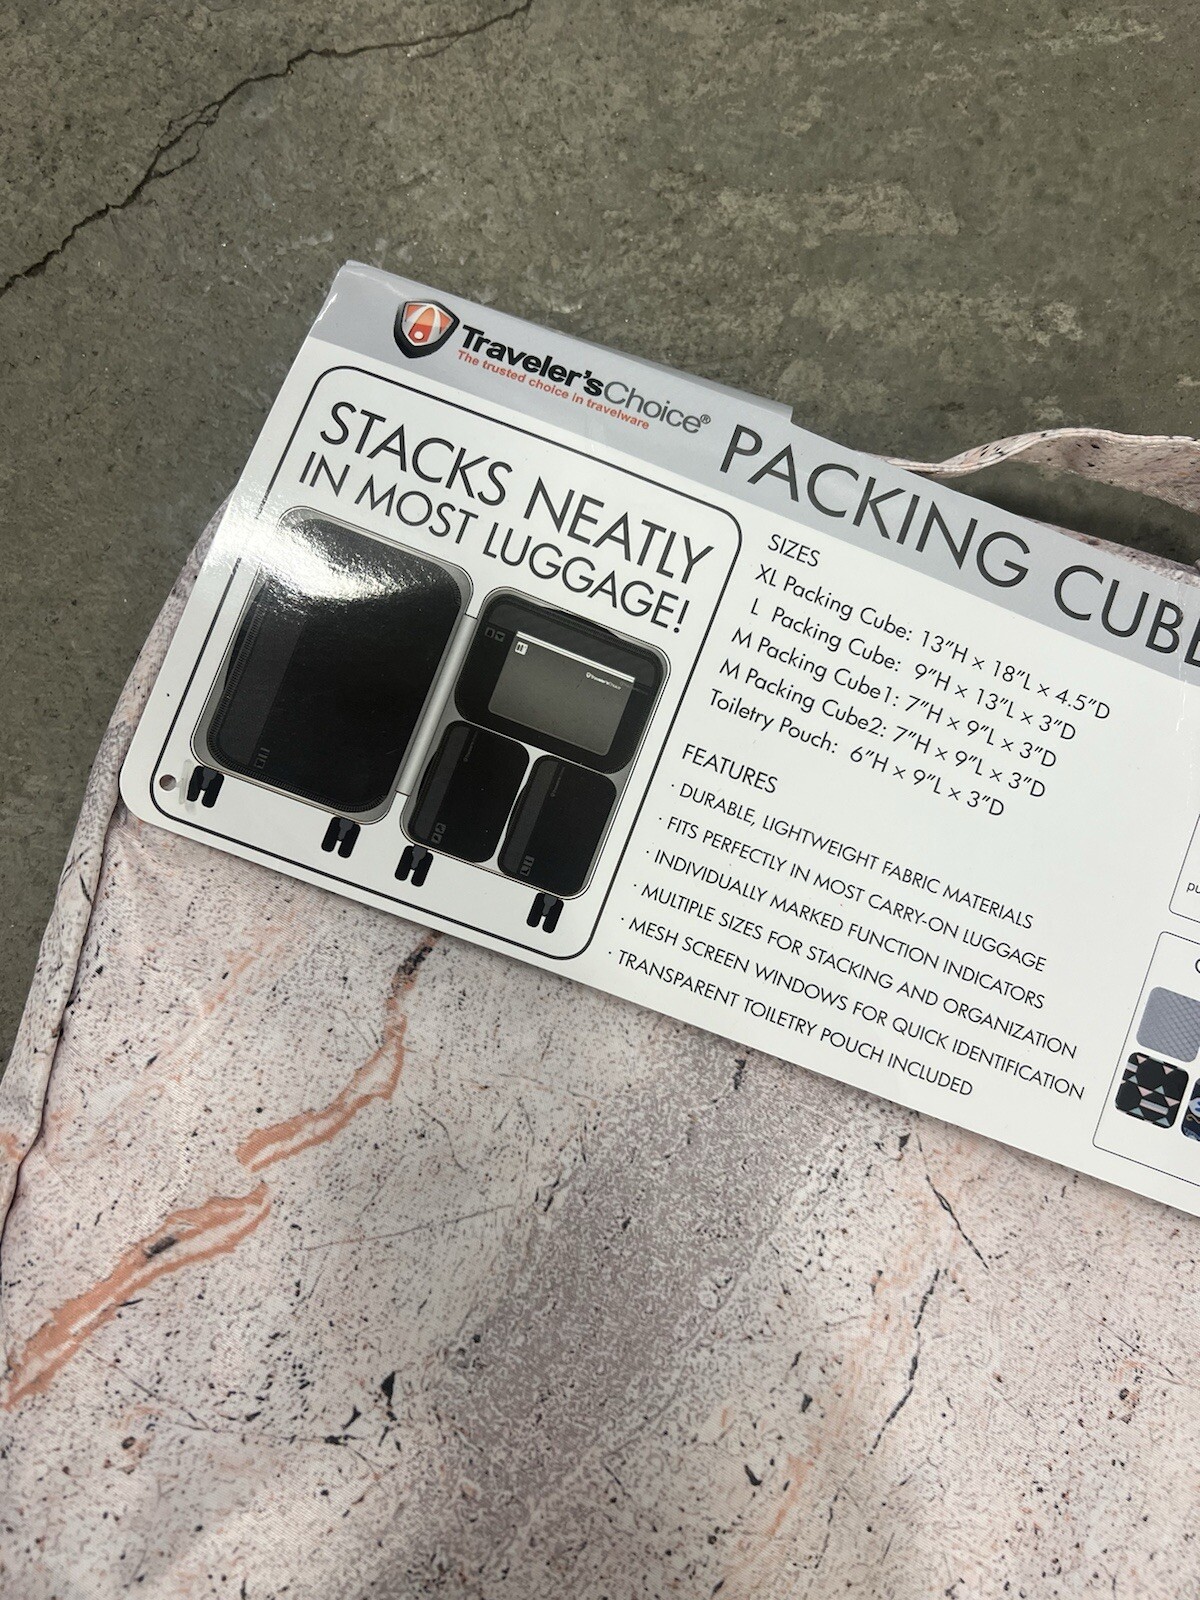 Traveler'sChoice®
The trusted choice in travelware
STACKS NEATLY
IN MOST LUGGAGE!
PACKING
SIZES
XL Packing Cube: 13"H × 18"L × 4.5"D
L Packing Cube: 9"H × 13"L × 3"D
M Packing Cube1: 7"H × 9"L × 3"D
M Packing Cube2: 7"H × 9"L × 3"D
Toiletry Pouch: 6"H × 9"L × 3"D
FEATURES
· DURABLE, LIGHTWEIGHT FABRIC MATERIALS
· FITS PERFECTLY IN MOST CARRY-ON LUGGAGE
· INDIVIDUALLY MARKED FUNCTION INDICATORS
· MULTIPLE SIZES FOR STACKING AND ORGANIZATION
· MESH SCREEN WINDOWS FOR QUICK IDENTIFICATION
· TRANSPARENT TOILETRY POUCH INCLUDED